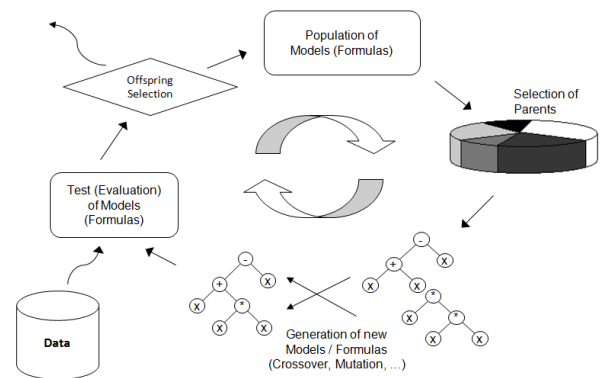 Population of
Models (Formulas)
Offspring
Selection
Selection of
Parents
Test (Evaluation)
of Models
(Formulas)
-
+
X
X
*
X
*
X
X
-
+
X
X
*
X
X
Data
Generation of new
Models / Formulas
(Crossover, Mutation, ...)